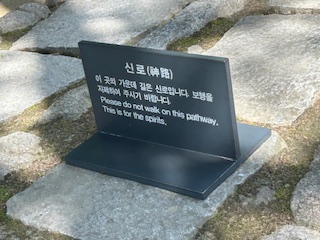 신로(神路)
이 곳의 가운데 길은 신로입니다. 보행을
자제하여 주시기 바랍니다.
Please do not walk on this pathway.
This is for the spirits.